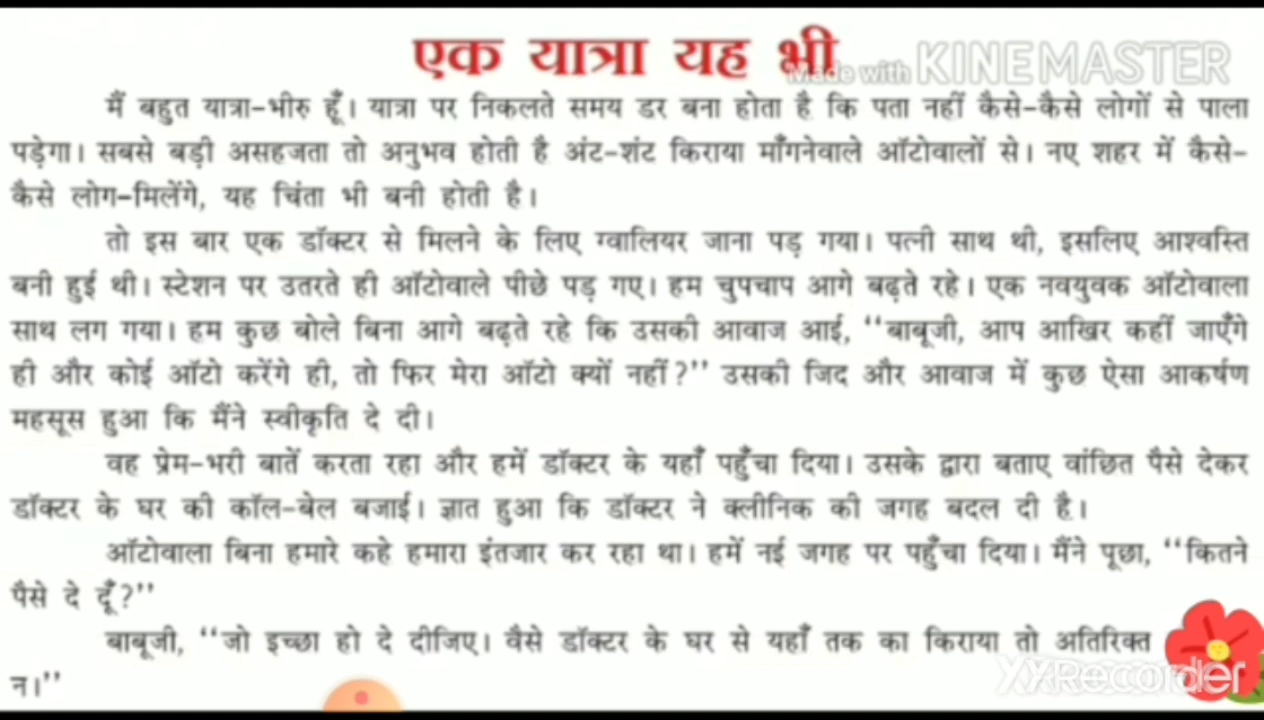 एक यात्रा यह भी
Made with KINEMASTER
मैं बहुत यात्रा-भीरु हूँ। यात्रा पर निकलते समय डर बना होता है कि पता नहीं कैसे-कैसे लोगों से पाला
पड़ेगा। सबसे बड़ी असहजता तो अनुभव होती है अंट-शंट किराया माँगनेवाले ऑटोवालों से। नए शहर में कैसे-
कैसे लोग-मिलेंगे, यह चिंता भी बनी होती है।
तो इस बार एक डॉक्टर से मिलने के लिए ग्वालियर जाना पड़ गया। पत्नी साथ थी, इसलिए आश्वस्ति
बनी हुई थी। स्टेशन पर उतरते ही ऑटोवाले पीछे पड़ गए। हम चुपचाप आगे बढ़ते रहे। एक नवयुवक ऑटोवाला
साथ लग गया। हम कुछ बोले बिना आगे बढ़ते रहे कि उसकी आवाज आई, ‘‘बाबूजी, आप आखिर कहीं जाएँगे
ही और कोई ऑटो करेंगे ही, तो फिर मेरा ऑटो क्यों नहीं?’’ उसकी जिद और आवाज में कुछ ऐसा आकर्षण
महसूस हुआ कि मैंने स्वीकृति दे दी।
वह प्रेम-भरी बातें करता रहा और हमें डॉक्टर के यहाँ पहुँचा दिया। उसके द्वारा बताए वांछित पैसे देकर
डॉक्टर के घर की कॉल-बेल बजाई। ज्ञात हुआ कि डॉक्टर ने क्लीनिक की जगह बदल दी है।
ऑटोवाला बिना हमारे कहे हमारा इंतजार कर रहा था। हमें नई जगह पर पहुँचा दिया। मैंने पूछा, ‘‘कितने
पैसे दे दूँ?’’
बाबूजी, ‘‘जो इच्छा हो दे दीजिए। वैसे डॉक्टर के घर से यहाँ तक का किराया तो अतिरिक्त
न।’’
XXRecorder